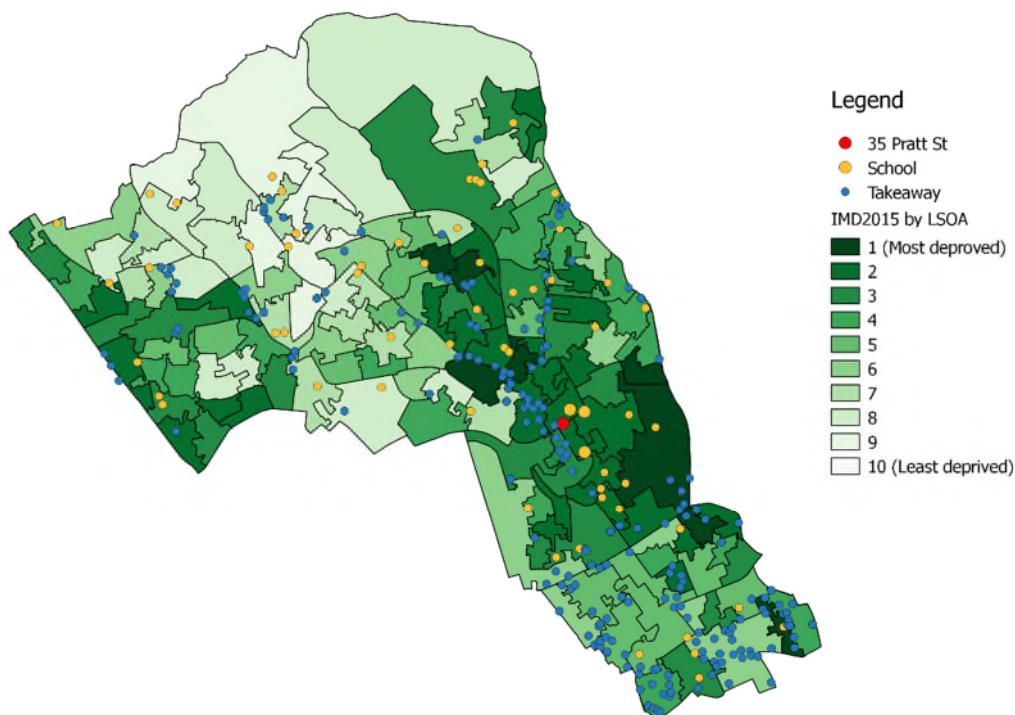 Legend
35 Pratt St
School
Takeaway
IMD2015 by LSOA
1 (Most deproved)
2
3
4
5
6
7
8
9
10 (Least deprived)